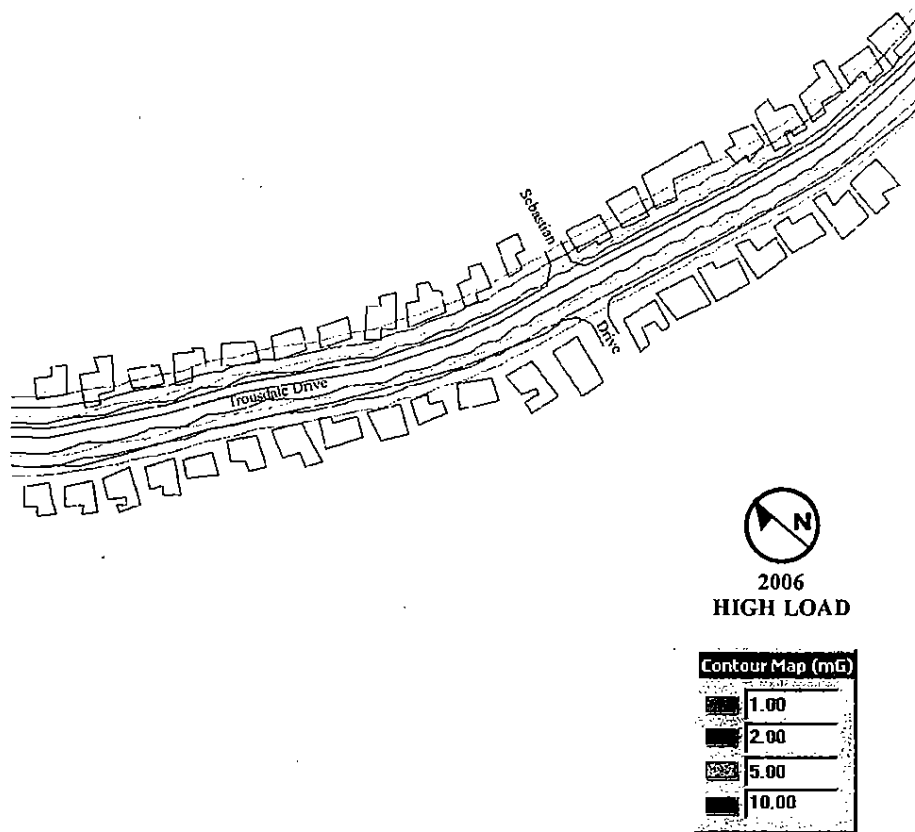 Sebastian
Drive
Trousdale Drive
N
2006
HIGH LOAD
Contour Map (mG)
1.00
2.00
5.00
10.00